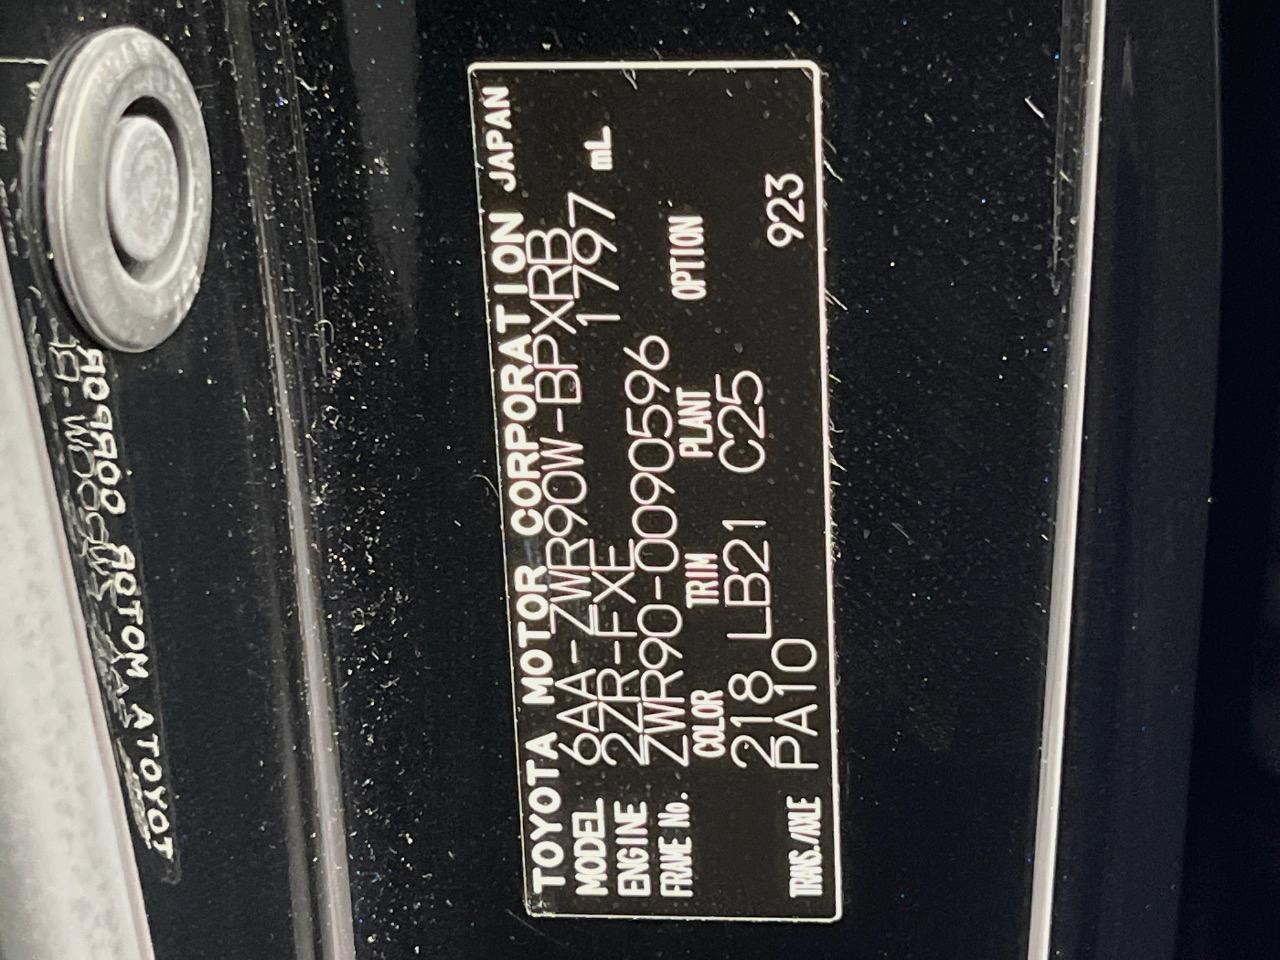 TOYOTA MOTOR CORPORATION JAPAN
MODEL 6AA-ZWR90W-BPXRB
ENGINE 2ZR-FXE 1797 mL
FRAME No. ZWR90-0090596
COLOR TRIM PLANT OPTION
218 LB21 C25
TRANS./AXLE PA10 923